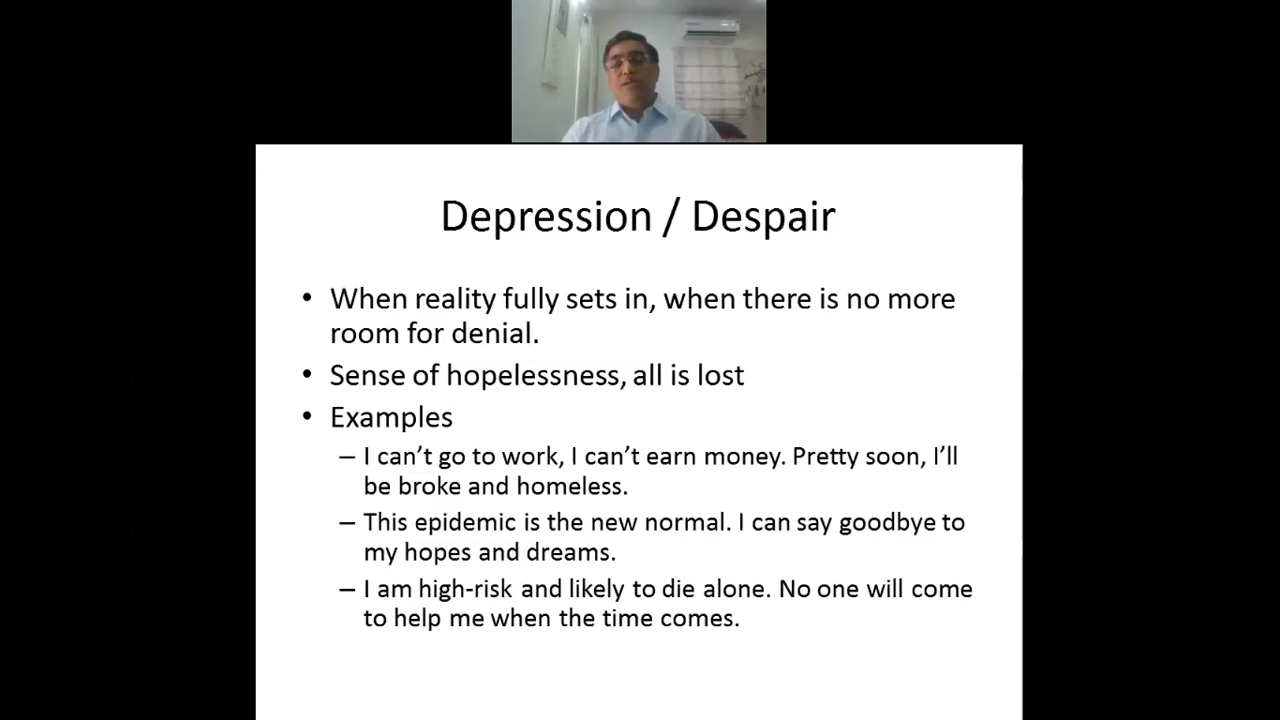 Depression / Despair
• When reality fully sets in, when there is no more
room for denial.
• Sense of hopelessness, all is lost
• Examples
– I can’t go to work, I can’t earn money. Pretty soon, I’ll
be broke and homeless.
– This epidemic is the new normal. I can say goodbye to
my hopes and dreams.
– I am high-risk and likely to die alone. No one will come
to help me when the time comes.